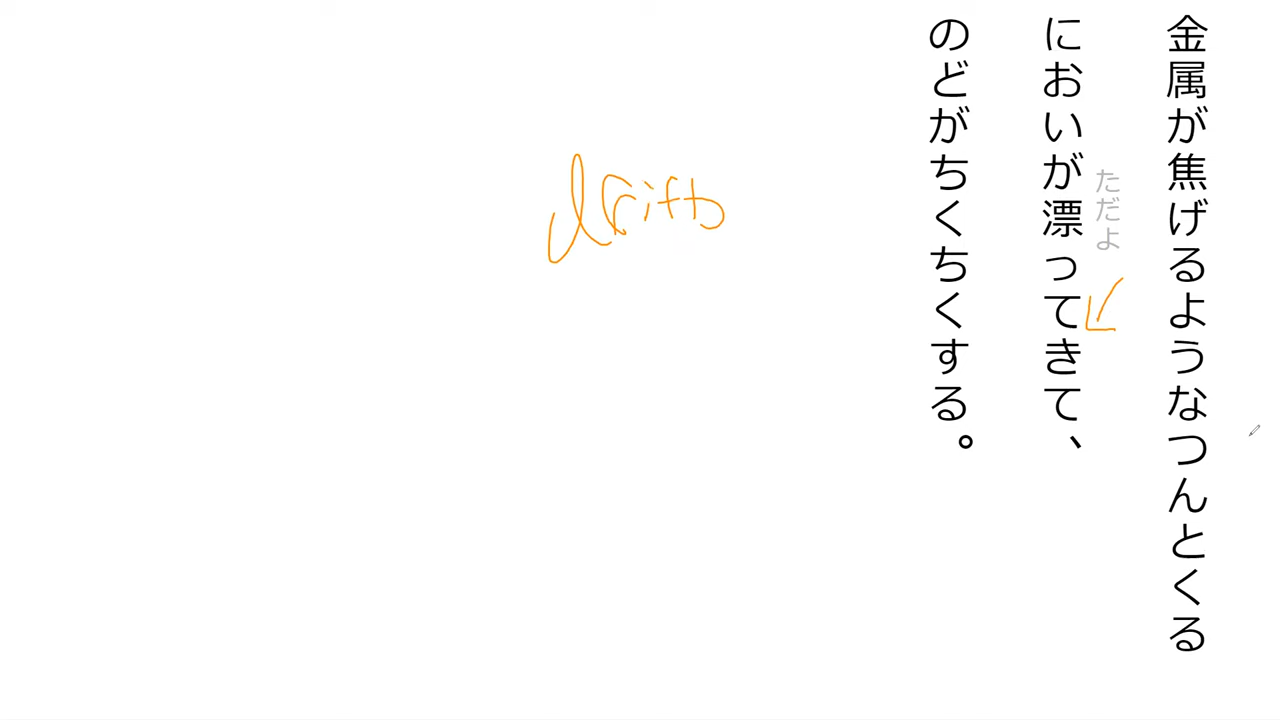 金属が焦げるようなつんとくる
においが漂ってきて、
ただよ
のどがちくちくする。
drift